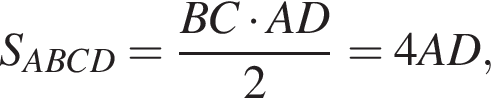 $S_{ABCD} = \frac{BC \cdot AD}{2} = 4AD,$